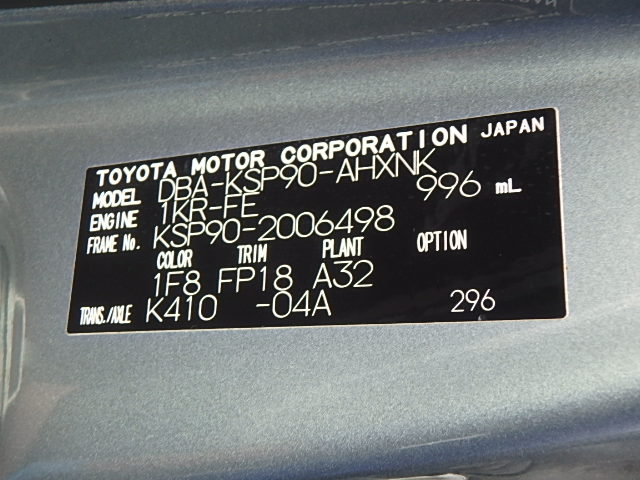 TOYOTA MOTOR CORPORATION JAPAN
MODEL DBA-KSP90-AHXNK
ENGINE 1KR-FE 996 mL
FRAME No. KSP90-2006498
COLOR TRIM PLANT OPTION
1F8 FP18 A32
TRANS./AXLE K410 -04A 296